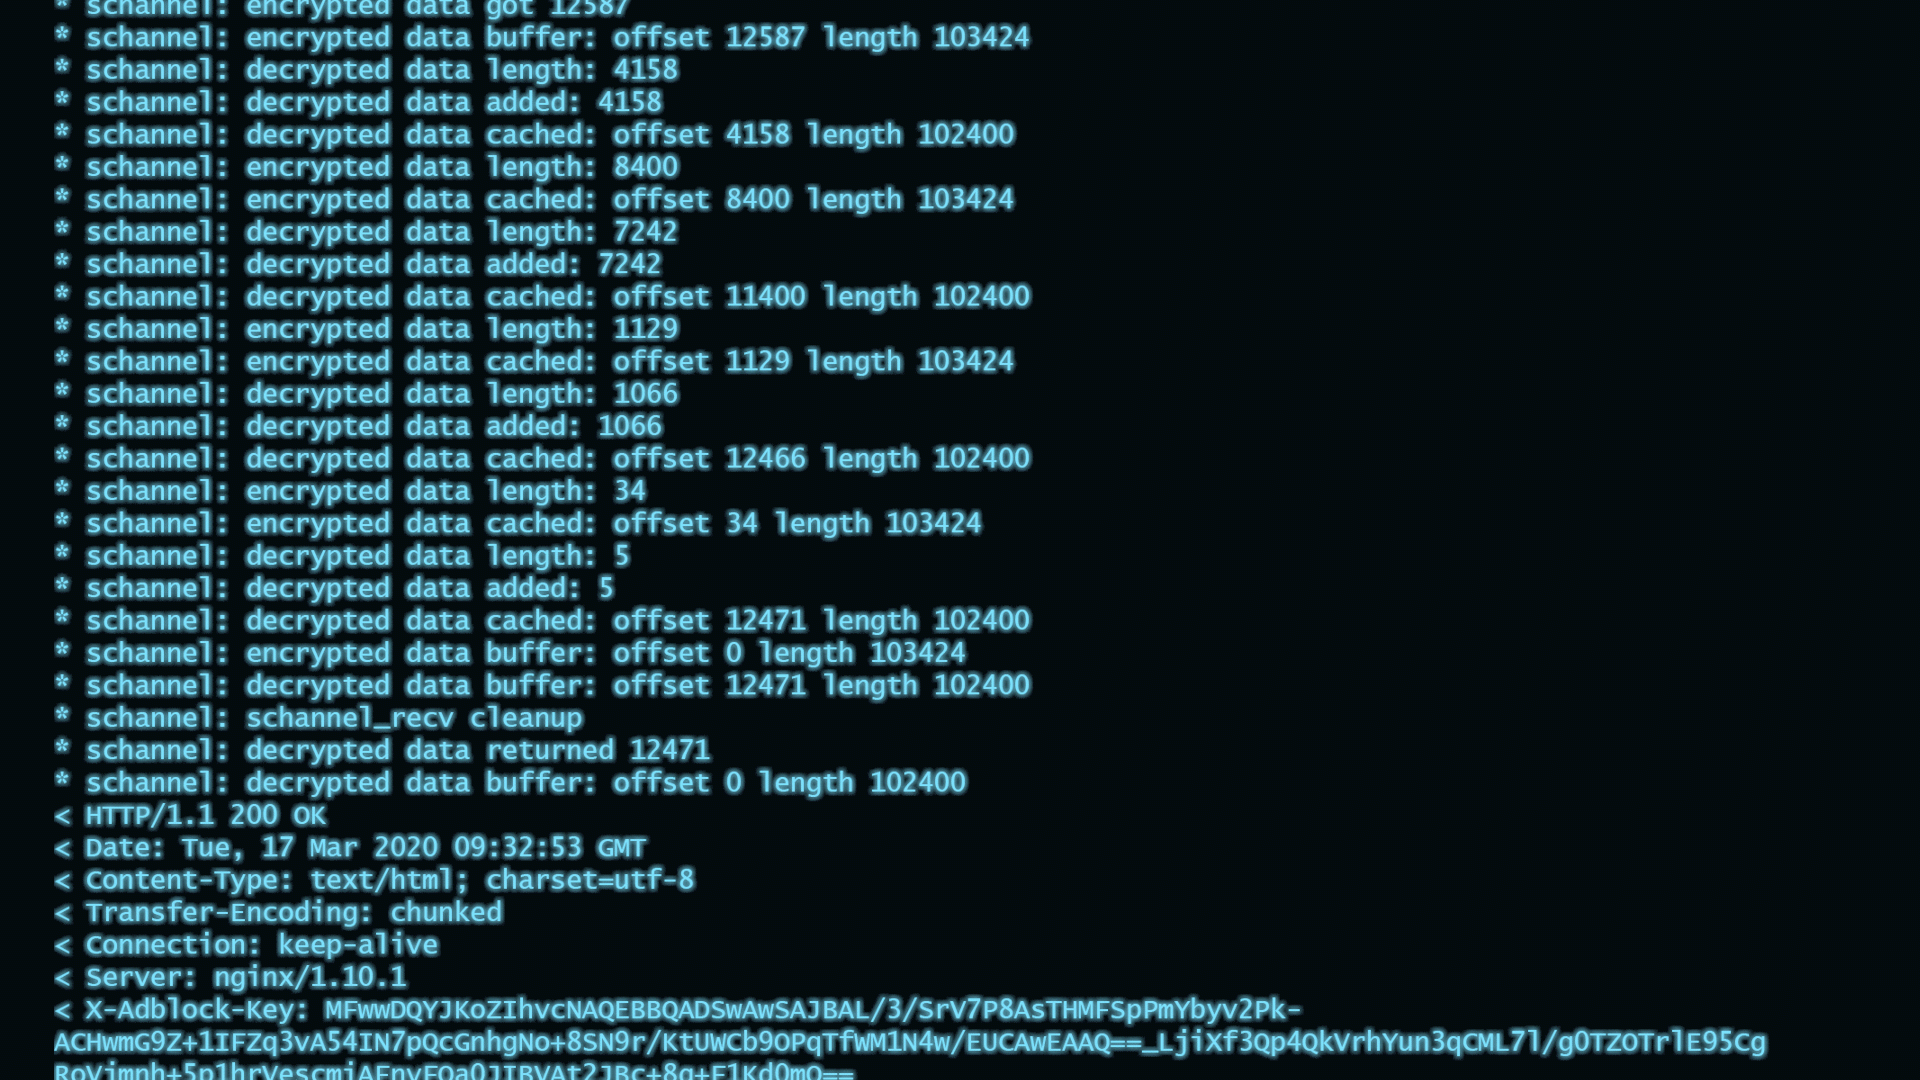 * schannel: encrypted data got 12587
* schannel: encrypted data buffer: offset 12587 length 103424
* schannel: decrypted data length: 4158
* schannel: decrypted data added: 4158
* schannel: decrypted data cached: offset 4158 length 102400
* schannel: encrypted data length: 8400
* schannel: encrypted data cached: offset 8400 length 103424
* schannel: decrypted data length: 7242
* schannel: decrypted data added: 7242
* schannel: decrypted data cached: offset 11400 length 102400
* schannel: encrypted data length: 1129
* schannel: encrypted data cached: offset 1129 length 103424
* schannel: decrypted data length: 1066
* schannel: decrypted data added: 1066
* schannel: decrypted data cached: offset 12466 length 102400
* schannel: encrypted data length: 34
* schannel: encrypted data cached: offset 34 length 103424
* schannel: decrypted data length: 5
* schannel: decrypted data added: 5
* schannel: decrypted data cached: offset 12471 length 102400
* schannel: encrypted data buffer: offset 0 length 103424
* schannel: decrypted data buffer: offset 12471 length 102400
* schannel: schannel_recv cleanup
* schannel: decrypted data returned 12471
* schannel: decrypted data buffer: offset 0 length 102400
< HTTP/1.1 200 OK
< Date: Tue, 17 Mar 2020 09:32:53 GMT
< Content-Type: text/html; charset=utf-8
< Transfer-Encoding: chunked
< Connection: keep-alive
< Server: nginx/1.10.1
< X-Adblock-Key: MFwwDQYJKoZIhvcNAQEBBQADSwAwSAJBAL/3/SrV7P8AsTHMFSpPmYbyv2Pk-
ACHwmG9Z+1IFZq3vA54IN7pQcGnhgNo+8SN9r/KtUWCb9OPqTfWM1N4w/EUCAwEAAQ==_LjiXf3Qp4QkVrhYun3qCML7l/g0TZOTrlE95Cg